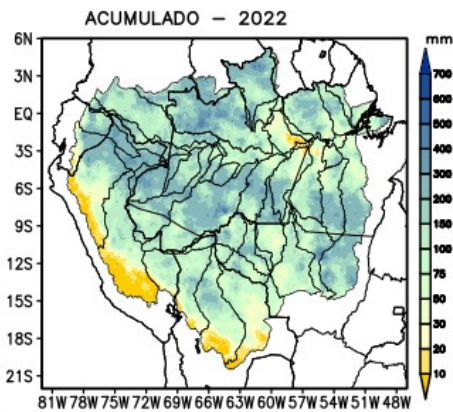 ACUMULADO – 2022
mm
6N
3N
EQ
3S
6S
9S
12S
15S
18S
21S
81W 78W 75W 72W 69W 66W 63W 60W 57W 54W 51W 48W
700
600
500
400
300
200
150
100
75
50
30
20
10